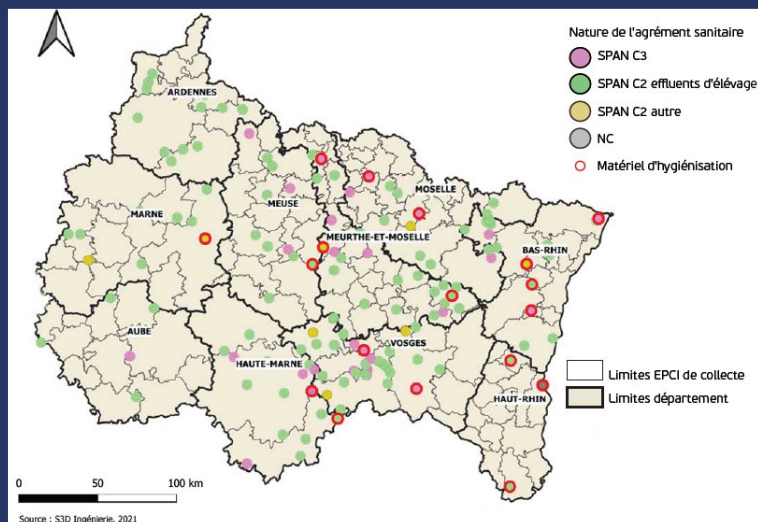 Nature de l'agrément sanitaire
SPAN C3
SPAN C2 effluents d'élévage
SPAN C2 autre
NC
Matériel d'hygiénisation
ARDENNES
MOSELLE
MARNE
MEUSE
MEURTHE-ET-MOSELLE
BAS-RHIN
AUBE
HAUTE-MARNE
VOSGES
HAUT-RHIN
Limites EPCI de collecte
Limites département
0 50 100 km
Source : S3D Ingénierie, 2021